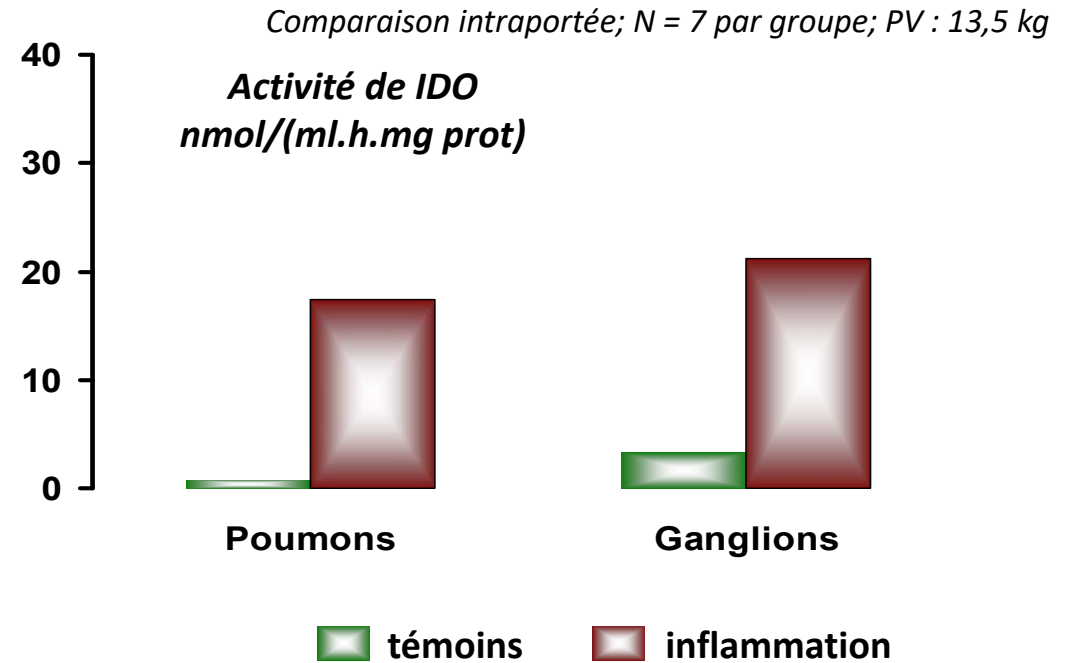 Comparaison intraportée; N = 7 par groupe; PV : 13,5 kg
40
Activité de IDO
nmol/(ml.h.mg prot)
30
20
10
0
Poumons Ganglions
témoins inflammation